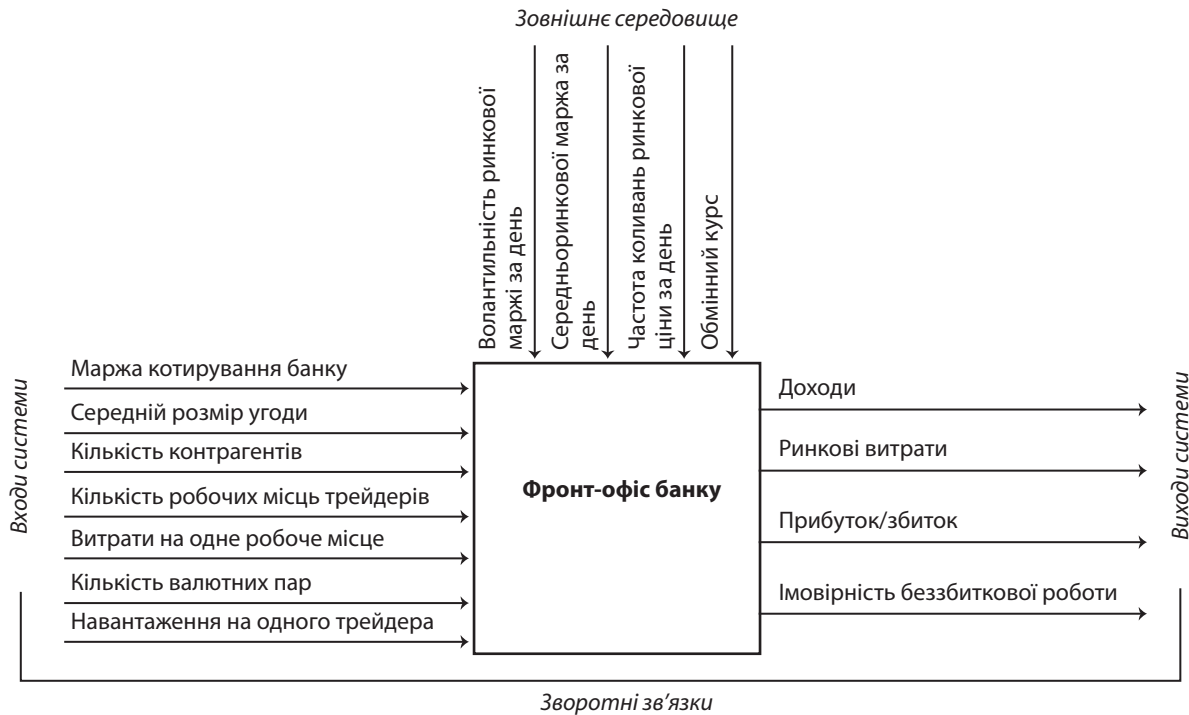 Зовнішнє середовище
Волантильність ринкової
маржі за день
Середньоринкової маржа за
день
Частота коливань ринкової
ціни за день
Обмінний курс
Входи системи
Маржа котирування банку
Середній розмір угоди
Кількість контрагентів
Кількість робочих місць трейдерів
Витрати на одне робоче місце
Кількість валютних пар
Навантаження на одного трейдера
Фронт-офіс банку
Доходи
Ринкові витрати
Прибуток/збиток
Імовірність беззбиткової роботи
Виходи системи
Зворотні зв'язки